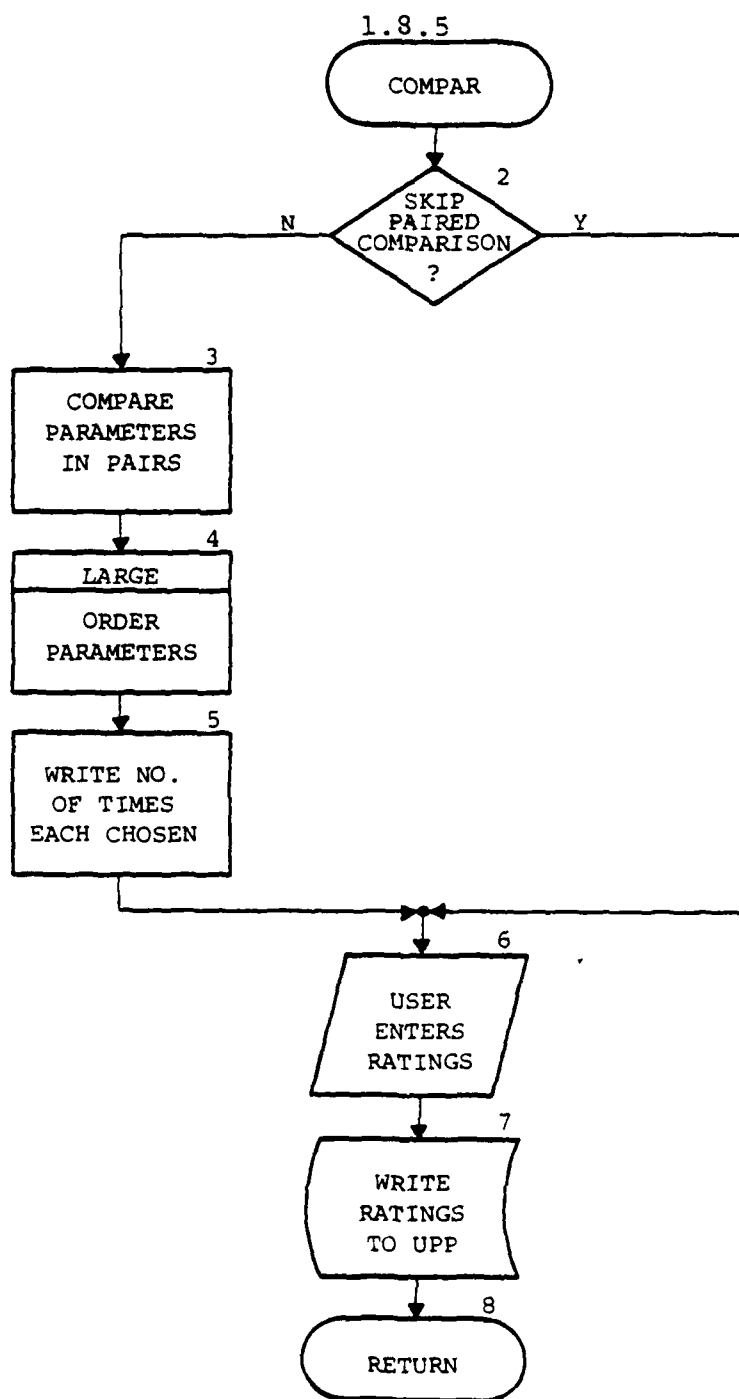 1.8.5
COMPAR
2
SKIP
PAIRED
COMPARISON
?
N
Y
3
COMPARE
PARAMETERS
IN PAIRS
4
LARGE
ORDER
PARAMETERS
5
WRITE NO.
OF TIMES
EACH CHOSEN
6
USER
ENTERS
RATINGS
7
WRITE
RATINGS
TO UPP
8
RETURN